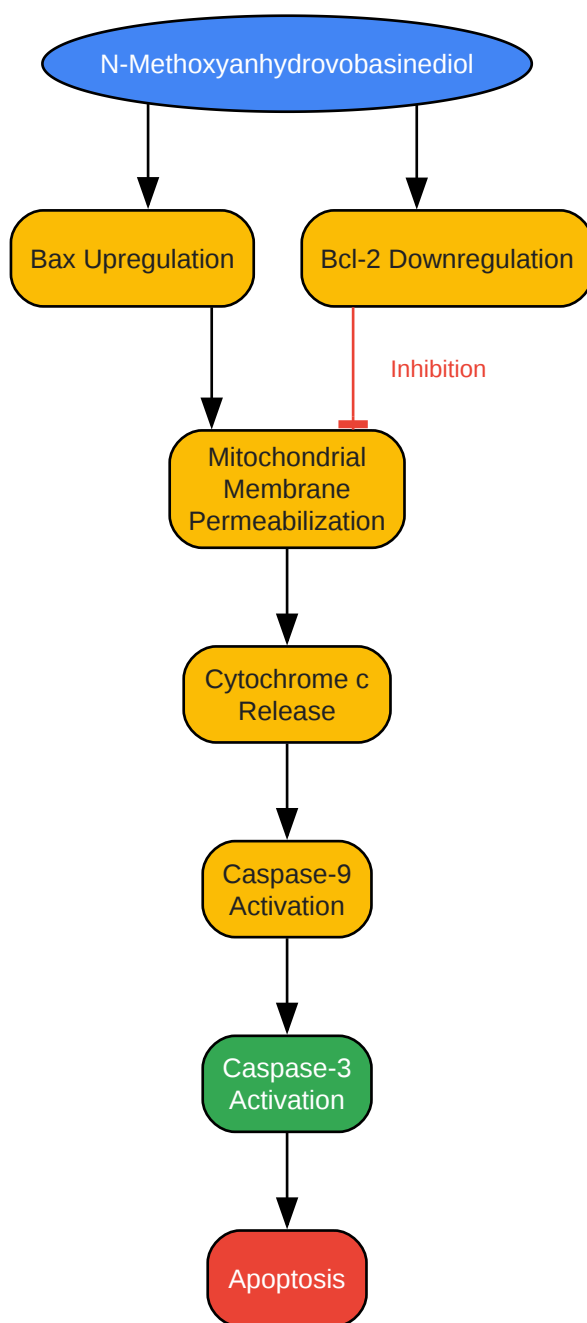 N-Methoxyanhydrovobasinediol
Bax Upregulation
Bcl-2 Downregulation
Inhibition
Mitochondrial
Membrane
Permeabilization
Cytochrome c
Release
Caspase-9
Activation
Caspase-3
Activation
Apoptosis